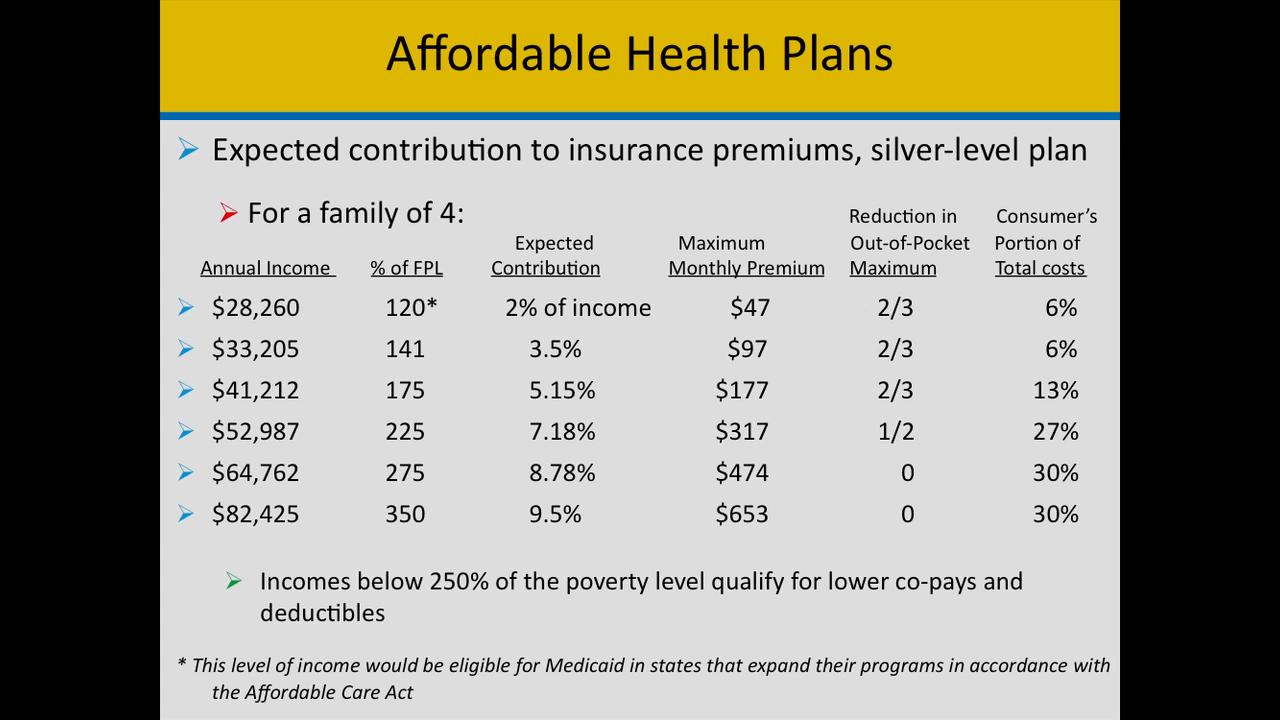 Affordable Health Plans
Expected contribution to insurance premiums, silver-level plan
For a family of 4:
Reduction in Consumer's
Expected Maximum Out-of-Pocket Portion of
Annual Income % of FPL Contribution Monthly Premium Maximum Total costs
$28,260 120* 2% of income $47 2/3 6%
$33,205 141 3.5% $97 2/3 6%
$41,212 175 5.15% $177 2/3 13%
$52,987 225 7.18% $317 1/2 27%
$64,762 275 8.78% $474 0 30%
$82,425 350 9.5% $653 0 30%
Incomes below 250% of the poverty level qualify for lower co-pays and
deductibles
* This level of income would be eligible for Medicaid in states that expand their programs in accordance with
the Affordable Care Act